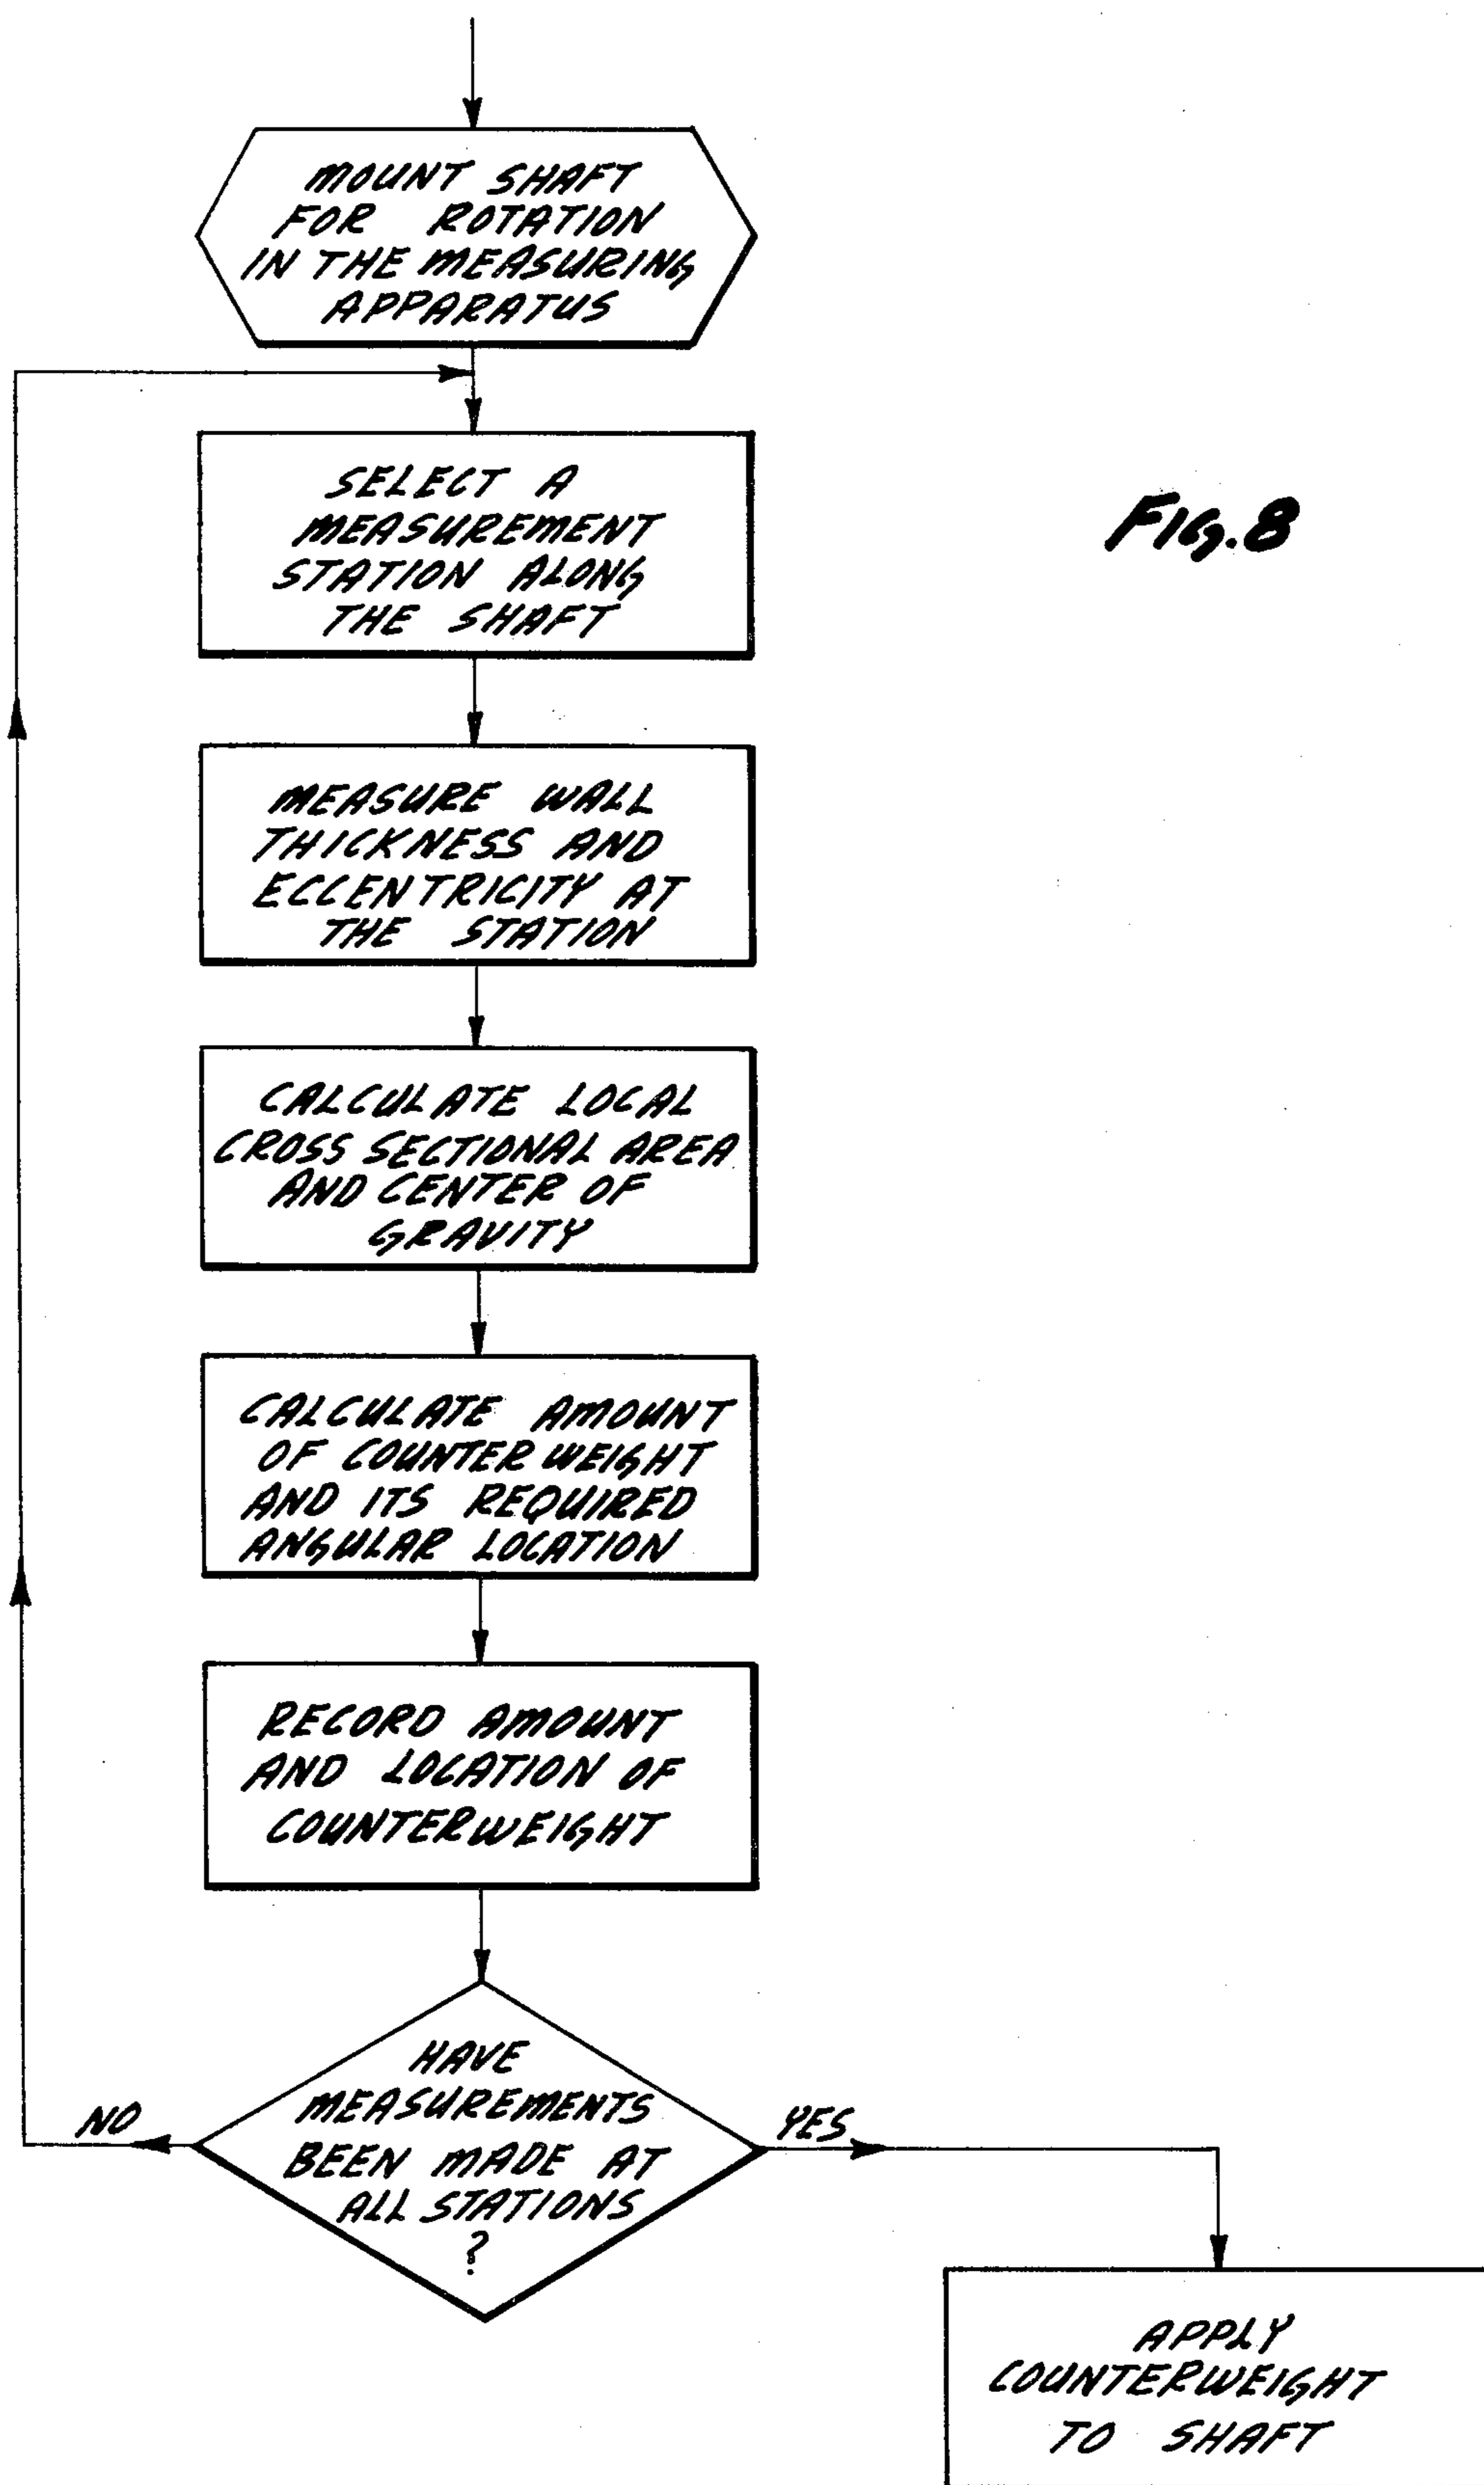 MOUNT SHAFT
FOR ROTATION
IN THE MEASURING
APPARATUS
SELECT A
MEASUREMENT
STATION ALONG
THE SHAFT
FIG. 8
MEASURE WALL
THICKNESS AND
ECCENTRICITY AT
THE STATION
CALCULATE LOCAL
CROSS SECTIONAL AREA
AND CENTER OF
GRAVITY
CALCULATE AMOUNT
OF COUNTER WEIGHT
AND ITS REQUIRED
ANGULAR LOCATION
RECORD AMOUNT
AND LOCATION OF
COUNTERWEIGHT
HAVE
MEASUREMENTS
BEEN MADE AT
ALL STATIONS
?
NO
YES
APPLY
COUNTERWEIGHT
TO SHAFT